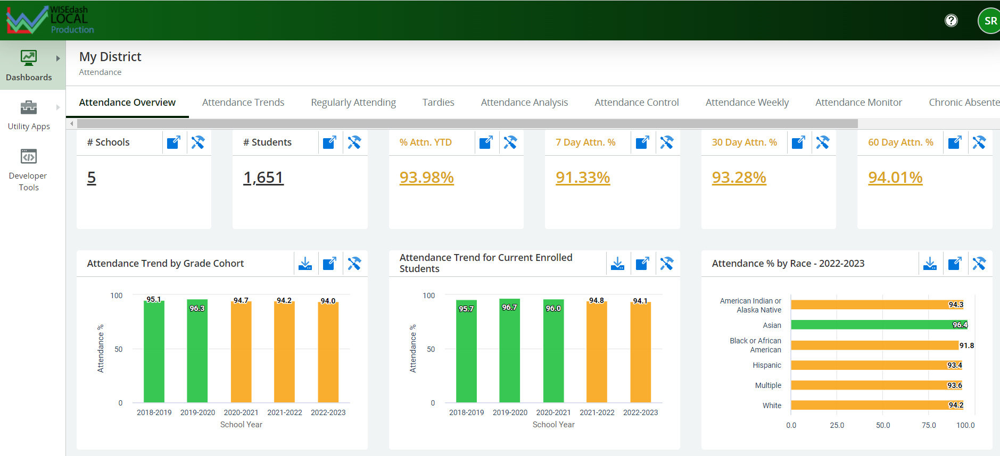 WISEdash
LOCAL
Production
?
SR
Dashboards
Utility Apps
Developer
Tools
My District
Attendance
Attendance Overview
Attendance Trends
Regularly Attending
Tardies
Attendance Analysis
Attendance Control
Attendance Weekly
Attendance Monitor
Chronic Absente
# Schools
5
# Students
1,651
% Attn. YTD
93.98%
7 Day Attn. %
91.33%
30 Day Attn. %
93.28%
60 Day Attn. %
94.01%
Attendance Trend by Grade Cohort
Attendance %
100
50
0
95.1
96.3
94.7
94.2
94.0
2018-2019
2019-2020
2020-2021
2021-2022
2022-2023
School Year
Attendance Trend for Current Enrolled
Students
Attendance %
100
50
0
95.7
96.7
96.0
94.8
94.1
2018-2019
2019-2020
2020-2021
2021-2022
2022-2023
School Year
Attendance % by Race - 2022-2023
American Indian or
Alaska Native
94.3
Asian
96.4
Black or African
American
91.8
Hispanic
93.4
Multiple
93.6
White
94.2
0.0
25.0
50.0
75.0
100.0